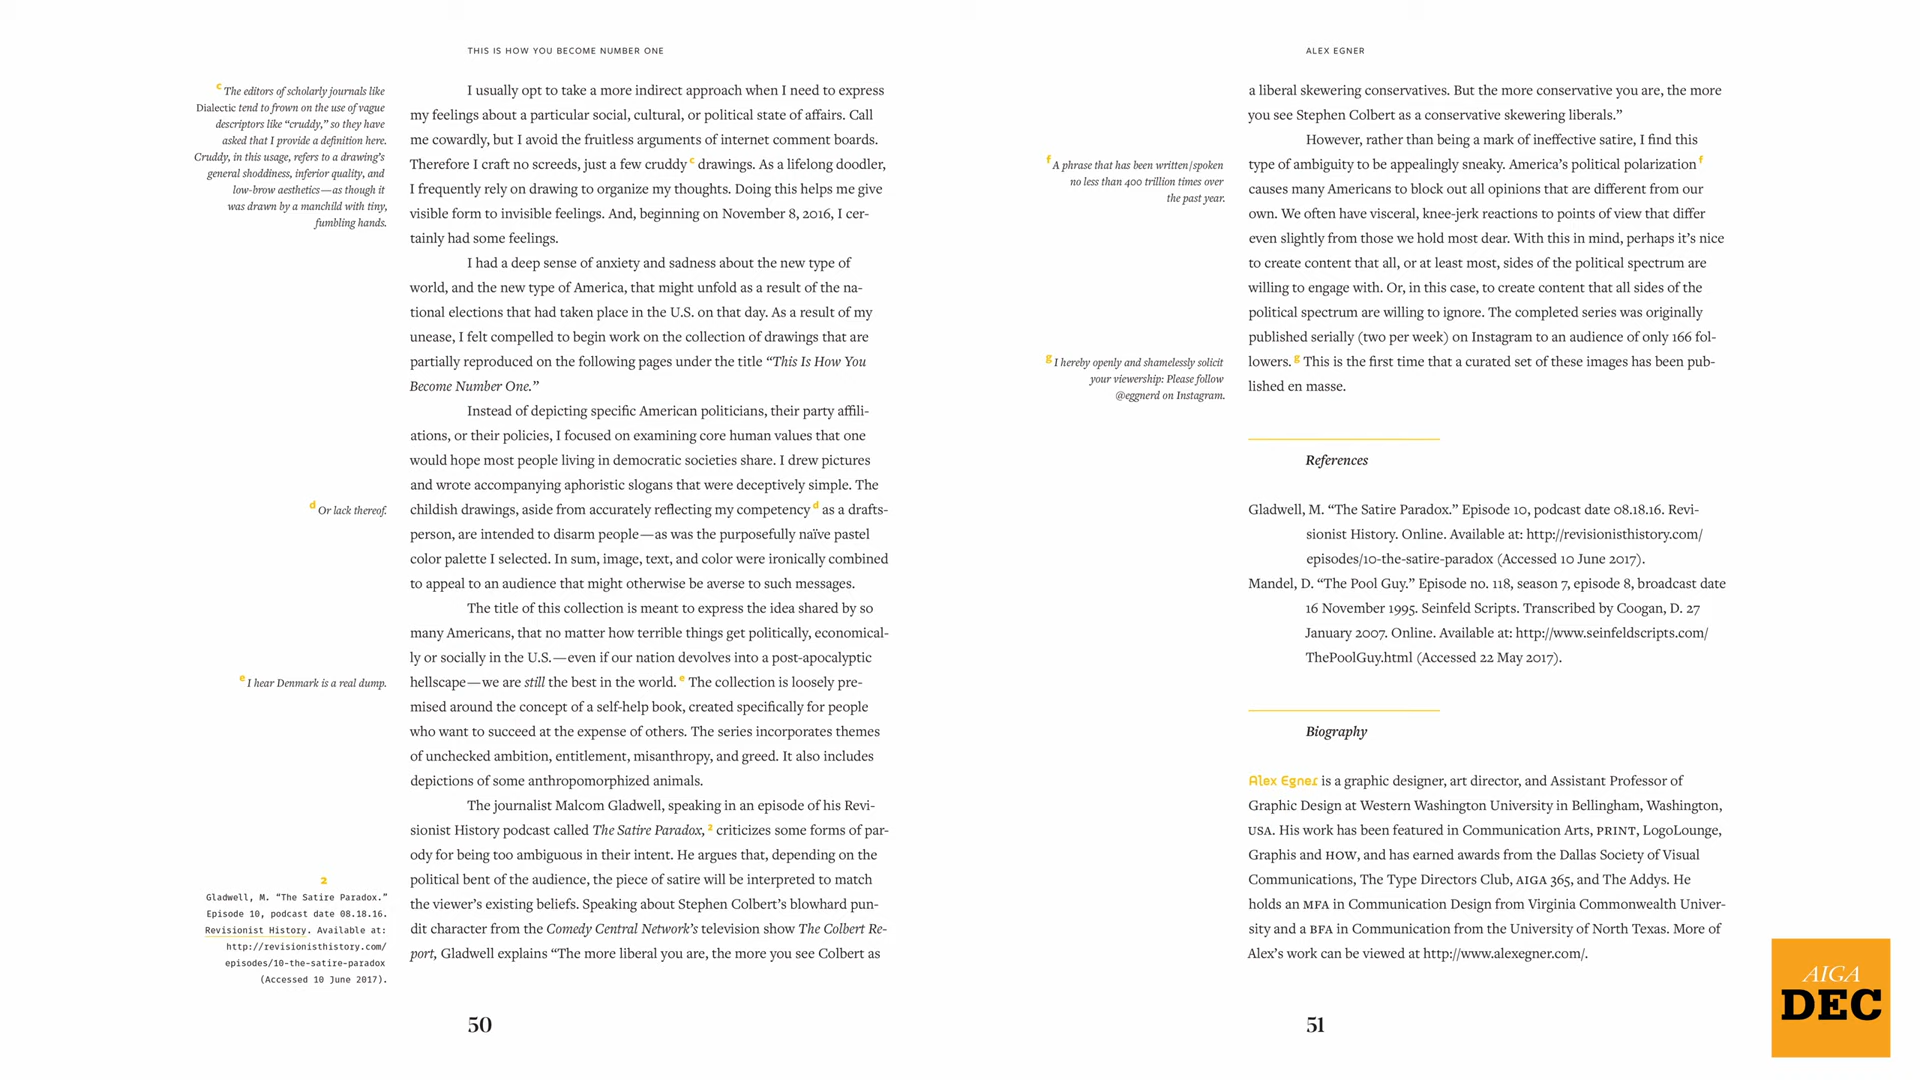 THIS IS HOW YOU BECOME NUMBER ONE
c The editors of scholarly journals like
Dialectic tend to frown on the use of vague
descriptors like “cruddy,” so they have
asked that I provide a definition here.
Cruddy, in this usage, refers to a drawing’s
general shoddiness, inferior quality, and
low-brow aesthetics—as though it
was drawn by a manchild with tiny,
fumbling hands.
d Or lack thereof.
e I hear Denmark is a real dump.
2
Gladwell, M. “The Satire Paradox.”
Episode 10, podcast date 08.18.16.
Revisionist History. Available at:
http://revisionisthistory.com/
episodes/10-the-satire-paradox
(Accessed 10 June 2017).
I usually opt to take a more indirect approach when I need to express
my feelings about a particular social, cultural, or political state of affairs. Call
me cowardly, but I avoid the fruitless arguments of internet comment boards.
Therefore I craft no screeds, just a few cruddy c drawings. As a lifelong doodler,
I frequently rely on drawing to organize my thoughts. Doing this helps me give
visible form to invisible feelings. And, beginning on November 8, 2016, I cer-
tainly had some feelings.
I had a deep sense of anxiety and sadness about the new type of
world, and the new type of America, that might unfold as a result of the na-
tional elections that had taken place in the U.S. on that day. As a result of my
unease, I felt compelled to begin work on the collection of drawings that are
partially reproduced on the following pages under the title “This Is How You
Become Number One.”
Instead of depicting specific American politicians, their party affili-
ations, or their policies, I focused on examining core human values that one
would hope most people living in democratic societies share. I drew pictures
and wrote accompanying aphoristic slogans that were deceptively simple. The
childish drawings, aside from accurately reflecting my competency d as a drafts-
person, are intended to disarm people—as was the purposefully naïve pastel
color palette I selected. In sum, image, text, and color were ironically combined
to appeal to an audience that might otherwise be averse to such messages.
The title of this collection is meant to express the idea shared by so
many Americans, that no matter how terrible things get politically, economical-
ly or socially in the U.S.—even if our nation devolves into a post-apocalyptic
hellscape—we are still the best in the world. e The collection is loosely pre-
mised around the concept of a self-help book, created specifically for people
who want to succeed at the expense of others. The series incorporates themes
of unchecked ambition, entitlement, misanthropy, and greed. It also includes
depictions of some anthropomorphized animals.
The journalist Malcom Gladwell, speaking in an episode of his Revi-
sionist History podcast called The Satire Paradox, 2 criticizes some forms of par-
ody for being too ambiguous in their intent. He argues that, depending on the
political bent of the audience, the piece of satire will be interpreted to match
the viewer’s existing beliefs. Speaking about Stephen Colbert’s blowhard pun-
dit character from the Comedy Central Network’s television show The Colbert Re-
port, Gladwell explains “The more liberal you are, the more you see Colbert as
50
ALEX EGNER
f A phrase that has been written/spoken
no less than 400 trillion times over
the past year.
g I hereby openly and shamelessly solicit
your viewership: Please follow
@eggnerd on Instagram.
a liberal skewering conservatives. But the more conservative you are, the more
you see Stephen Colbert as a conservative skewering liberals.”
However, rather than being a mark of ineffective satire, I find this
type of ambiguity to be appealingly sneaky. America’s political polarization f
causes many Americans to block out all opinions that are different from our
own. We often have visceral, knee-jerk reactions to points of view that differ
even slightly from those we hold most dear. With this in mind, perhaps it’s nice
to create content that all, or at least most, sides of the political spectrum are
willing to engage with. Or, in this case, to create content that all sides of the
political spectrum are willing to ignore. The completed series was originally
published serially (two per week) on Instagram to an audience of only 166 fol-
lowers. g This is the first time that a curated set of these images has been pub-
lished en masse.
References
Gladwell, M. “The Satire Paradox.” Episode 10, podcast date 08.18.16. Revi-
sionist History. Online. Available at: http://revisionisthistory.com/
episodes/10-the-satire-paradox (Accessed 10 June 2017).
Mandel, D. “The Pool Guy.” Episode no. 118, season 7, episode 8, broadcast date
16 November 1995. Seinfeld Scripts. Transcribed by Coogan, D. 27
January 2007. Online. Available at: http://www.seinfeldscripts.com/
ThePoolGuy.html (Accessed 22 May 2017).
Biography
Alex Egner is a graphic designer, art director, and Assistant Professor of
Graphic Design at Western Washington University in Bellingham, Washington,
USA. His work has been featured in Communication Arts, PRINT, LogoLounge,
Graphis and HOW, and has earned awards from the Dallas Society of Visual
Communications, The Type Directors Club, AIGA 365, and The Addys. He
holds an MFA in Communication Design from Virginia Commonwealth Univer-
sity and a BFA in Communication from the University of North Texas. More of
Alex’s work can be viewed at http://www.alexegner.com/.
51
AIGA
DEC